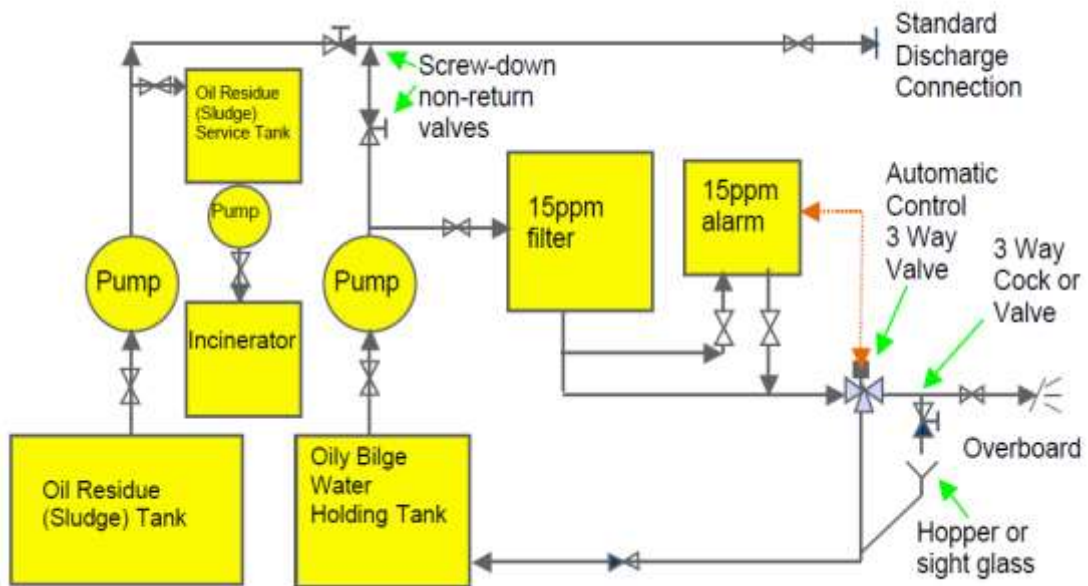 Standard
Discharge
Connection
Screw-down
non-return
valves
Oil Residue
(Sludge)
Service Tank
Pump
Pump
Pump
Incinerator
15ppm
filter
15ppm
alarm
Automatic
Control
3 Way
Valve
3 Way
Cock or
Valve
Oil Residue
(Sludge) Tank
Oily Bilge
Water
Holding Tank
Overboard
Hopper or
sight glass